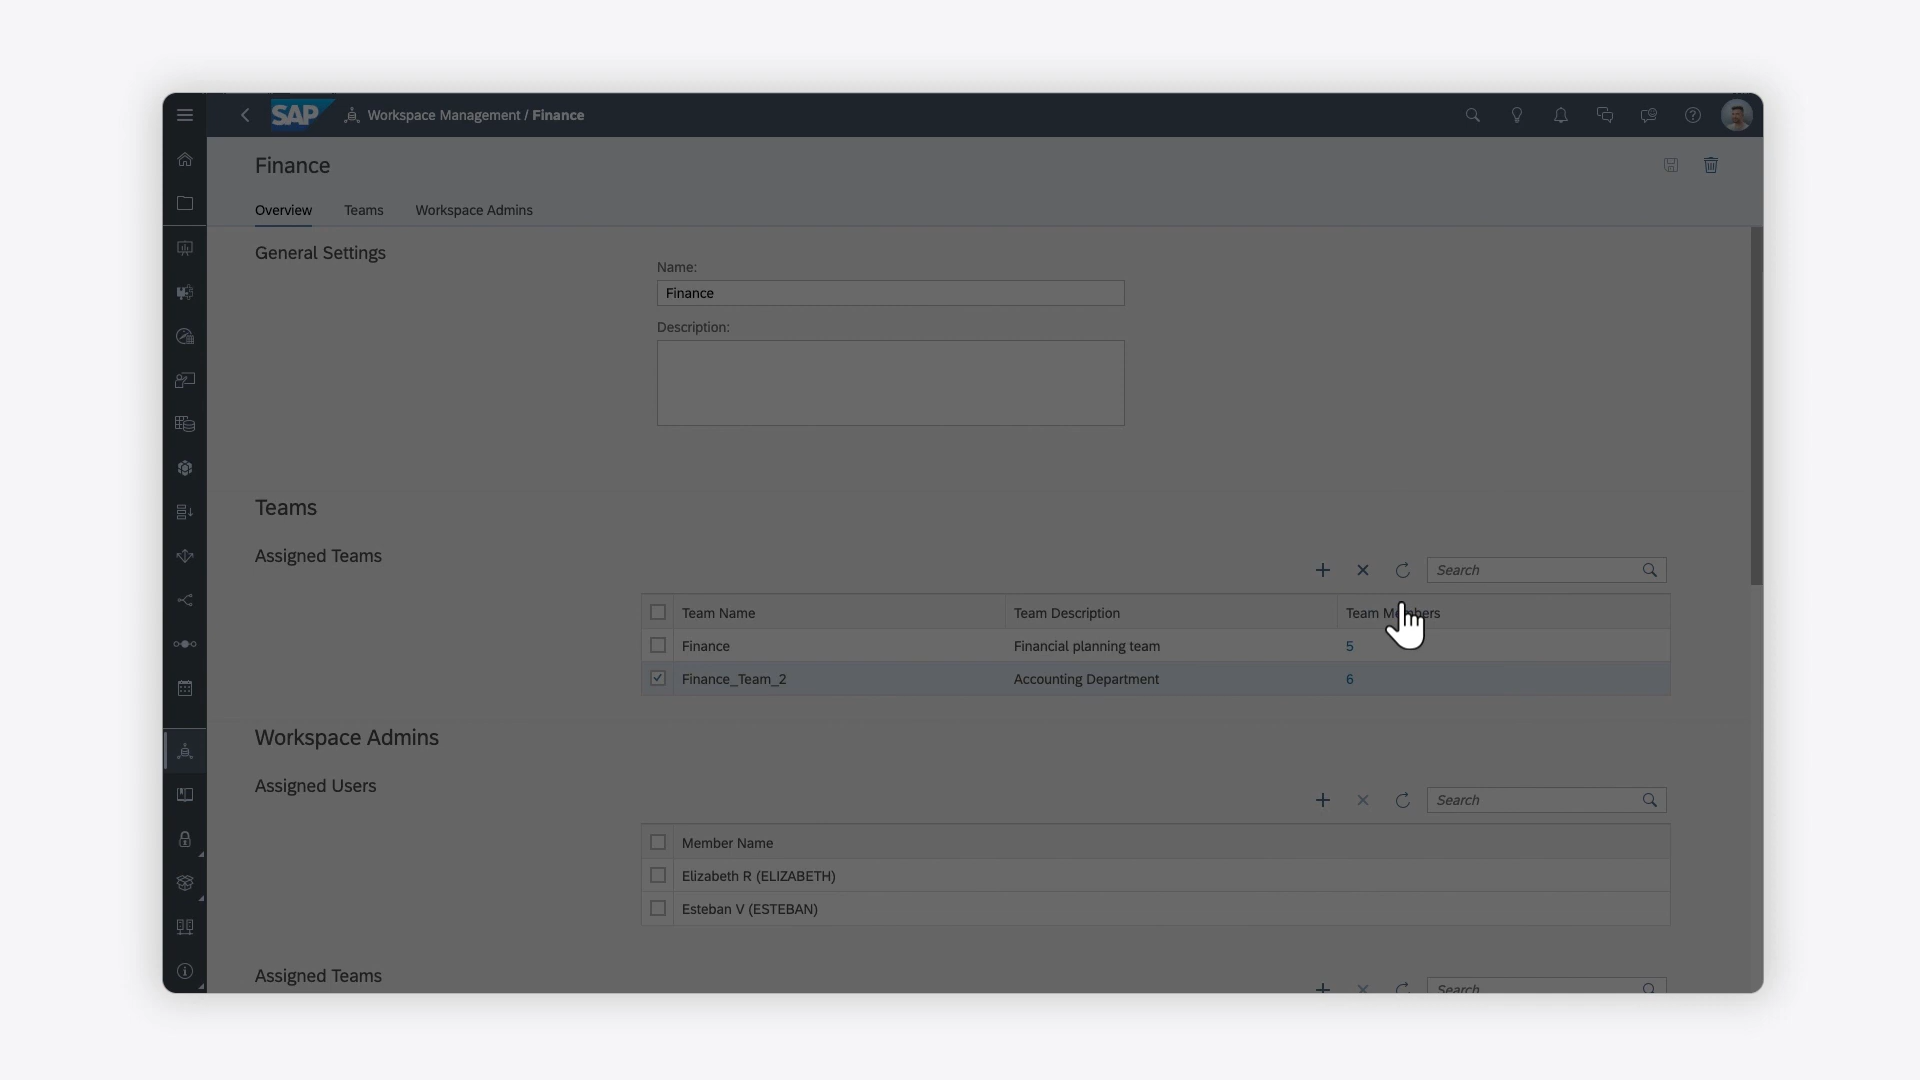 SAP
Workspace Management / Finance
Finance
Overview Teams Workspace Admins
General Settings
Name:
Finance
Description:
Teams
Assigned Teams
Search
Team Name Team Description Team Members
Finance Financial planning team 5
Finance_Team_2 Accounting Department 6
Workspace Admins
Assigned Users
Search
Member Name
Elizabeth R (ELIZABETH)
Esteban V (ESTEBAN)
Assigned Teams
Search